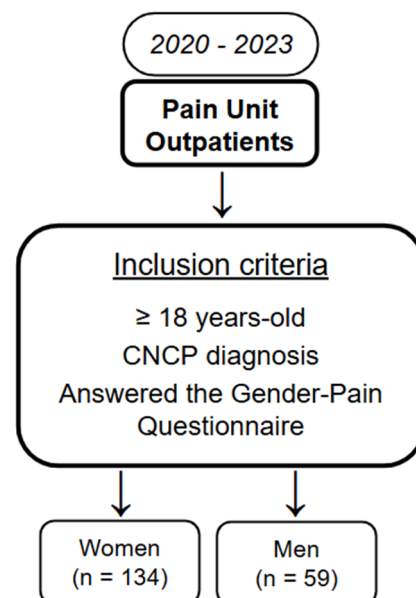 2020 - 2023
Pain Unit
Outpatients
Inclusion criteria
≥ 18 years-old
CNCP diagnosis
Answered the Gender-Pain
Questionnaire
Women
(n = 134)
Men
(n = 59)